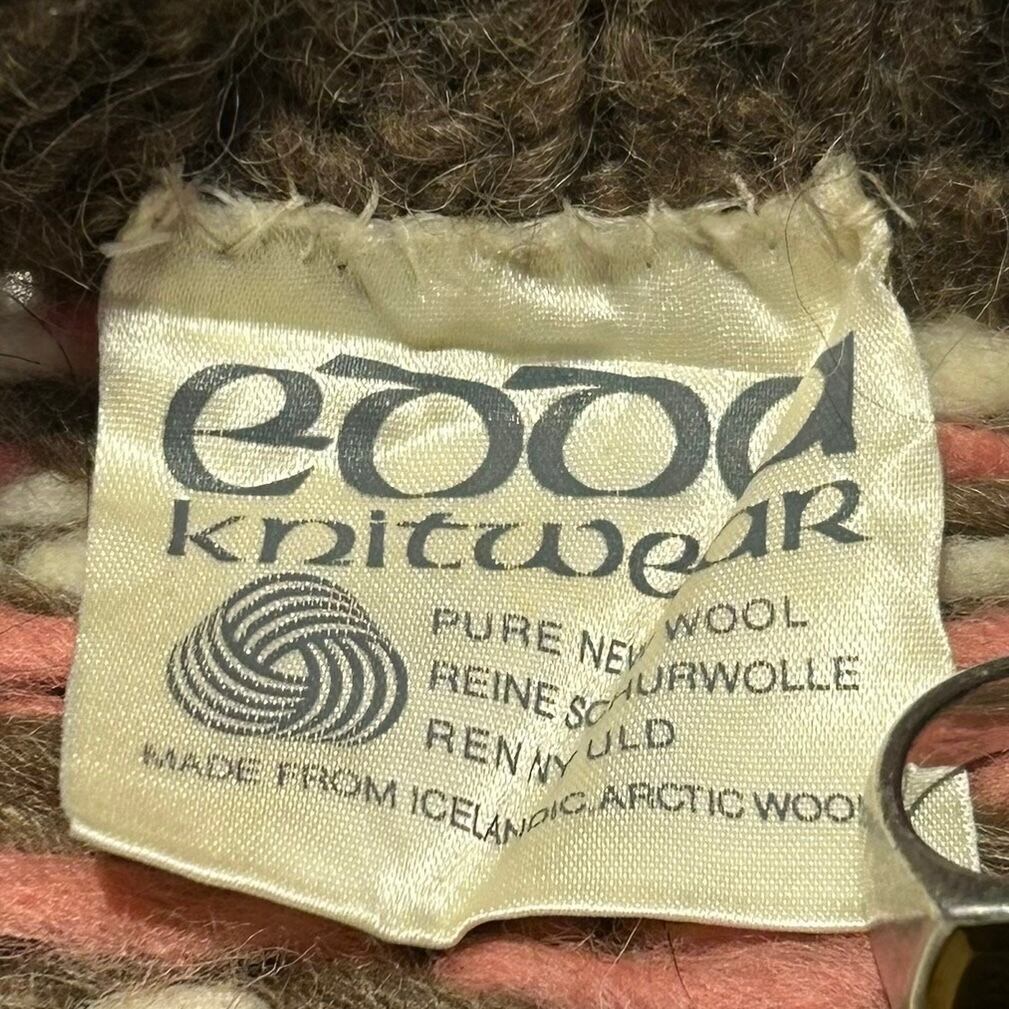 edda
knitwear
PURE NEW WOOL
REINE SCHURWOLLE
REN NY ULD
MADE FROM ICELANDIC ARCTIC WOOL